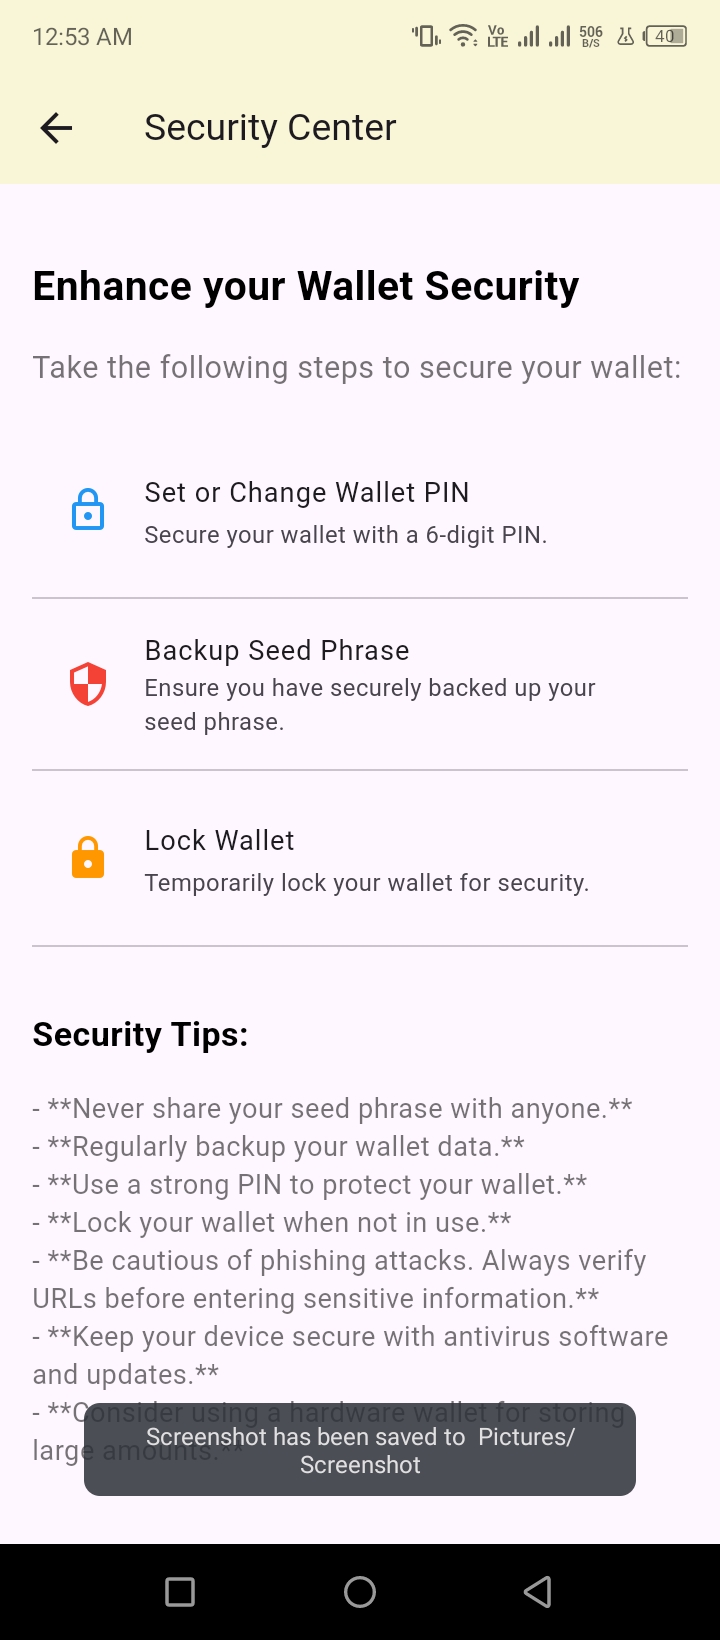 12:53 AM
Vo LTE 506 B/S 40
Security Center
Enhance your Wallet Security
Take the following steps to secure your wallet:
Set or Change Wallet PIN
Secure your wallet with a 6-digit PIN.
Backup Seed Phrase
Ensure you have securely backed up your
seed phrase.
Lock Wallet
Temporarily lock your wallet for security.
Security Tips:
- **Never share your seed phrase with anyone.**
- **Regularly backup your wallet data.**
- **Use a strong PIN to protect your wallet.**
- **Lock your wallet when not in use.**
- **Be cautious of phishing attacks. Always verify
URLs before entering sensitive information.**
- **Keep your device secure with antivirus software
and updates.**
- **Consider using a hardware wallet for storing
large amounts.**
Screenshot has been saved to  Pictures/
Screenshot